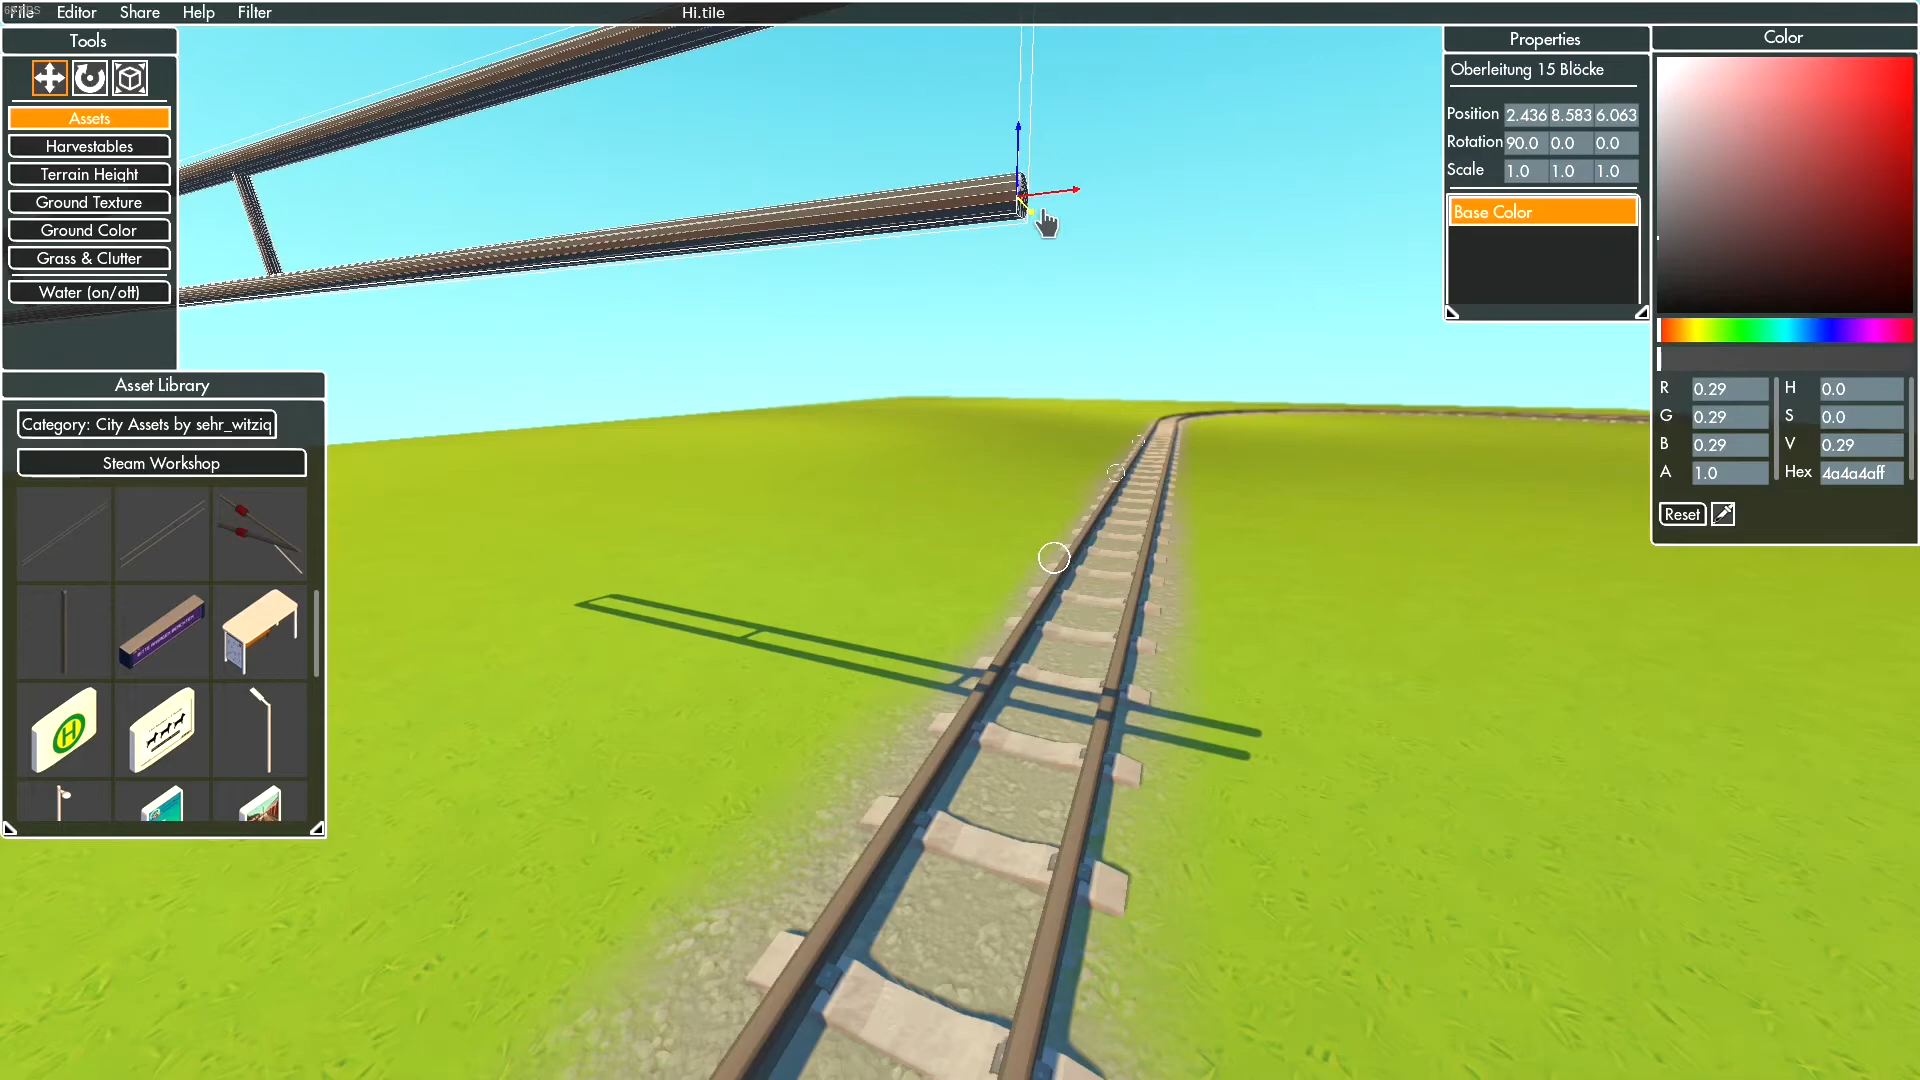 File Editor Share Help Filter
Hi.tile
Tools
Assets
Harvestables
Terrain Height
Ground Texture
Ground Color
Grass & Clutter
Water (on/off)
Asset Library
Category: City Assets by sehr_witziq
Steam Workshop
H
Properties
Oberleitung 15 Blöcke
Position 2.436 8.583 6.063
Rotation 90.0 0.0 0.0
Scale 1.0 1.0 1.0
Base Color
Color
R 0.29 H 0.0
G 0.29 S 0.0
B 0.29 V 0.29
A 1.0 Hex 4a4a4aff
Reset